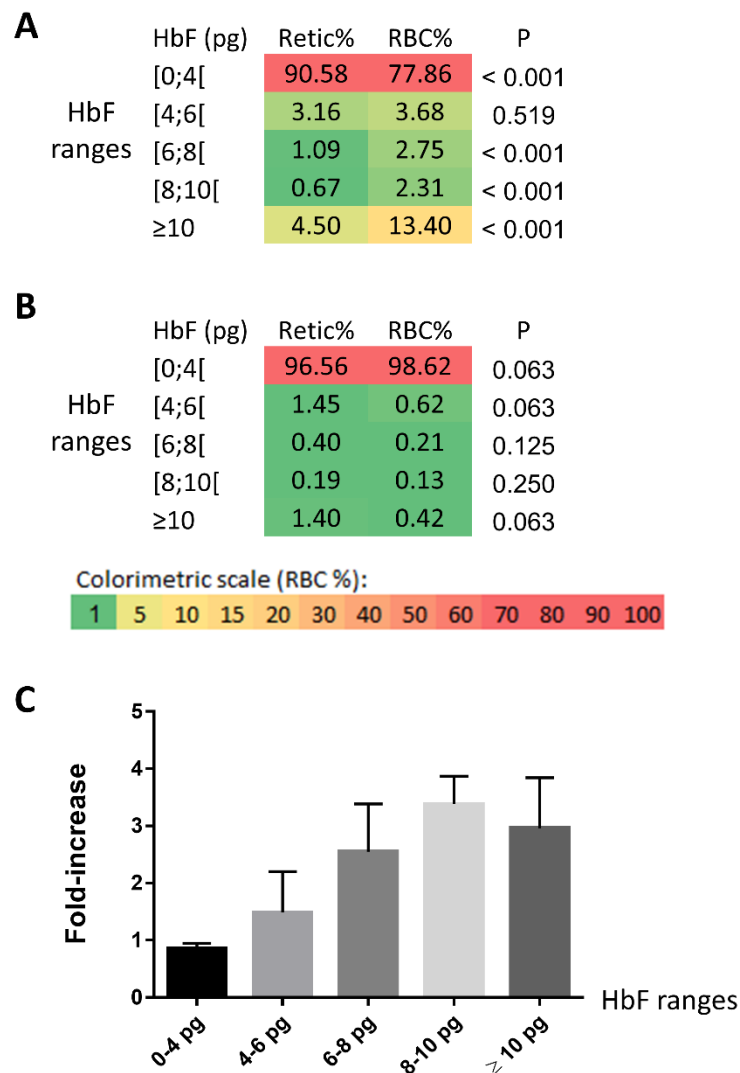 A
HbF (pg) Retic% RBC% P
[0;4[ 90.58 77.86 < 0.001
[4;6[ 3.16 3.68 0.519
HbF ranges
[6;8[ 1.09 2.75 < 0.001
[8;10[ 0.67 2.31 < 0.001
≥10 4.50 13.40 < 0.001
B
HbF (pg) Retic% RBC% P
[0;4[ 96.56 98.62 0.063
[4;6[ 1.45 0.62 0.063
HbF ranges
[6;8[ 0.40 0.21 0.125
[8;10[ 0.19 0.13 0.250
≥10 1.40 0.42 0.063
Colorimetric scale (RBC %):
1 5 10 15 20 30 40 50 60 70 80 90 100
C
Fold-increase
5
4
3
2
1
0
0-4 pg
4-6 pg
6-8 pg
8-10 pg
≥ 10 pg
HbF ranges